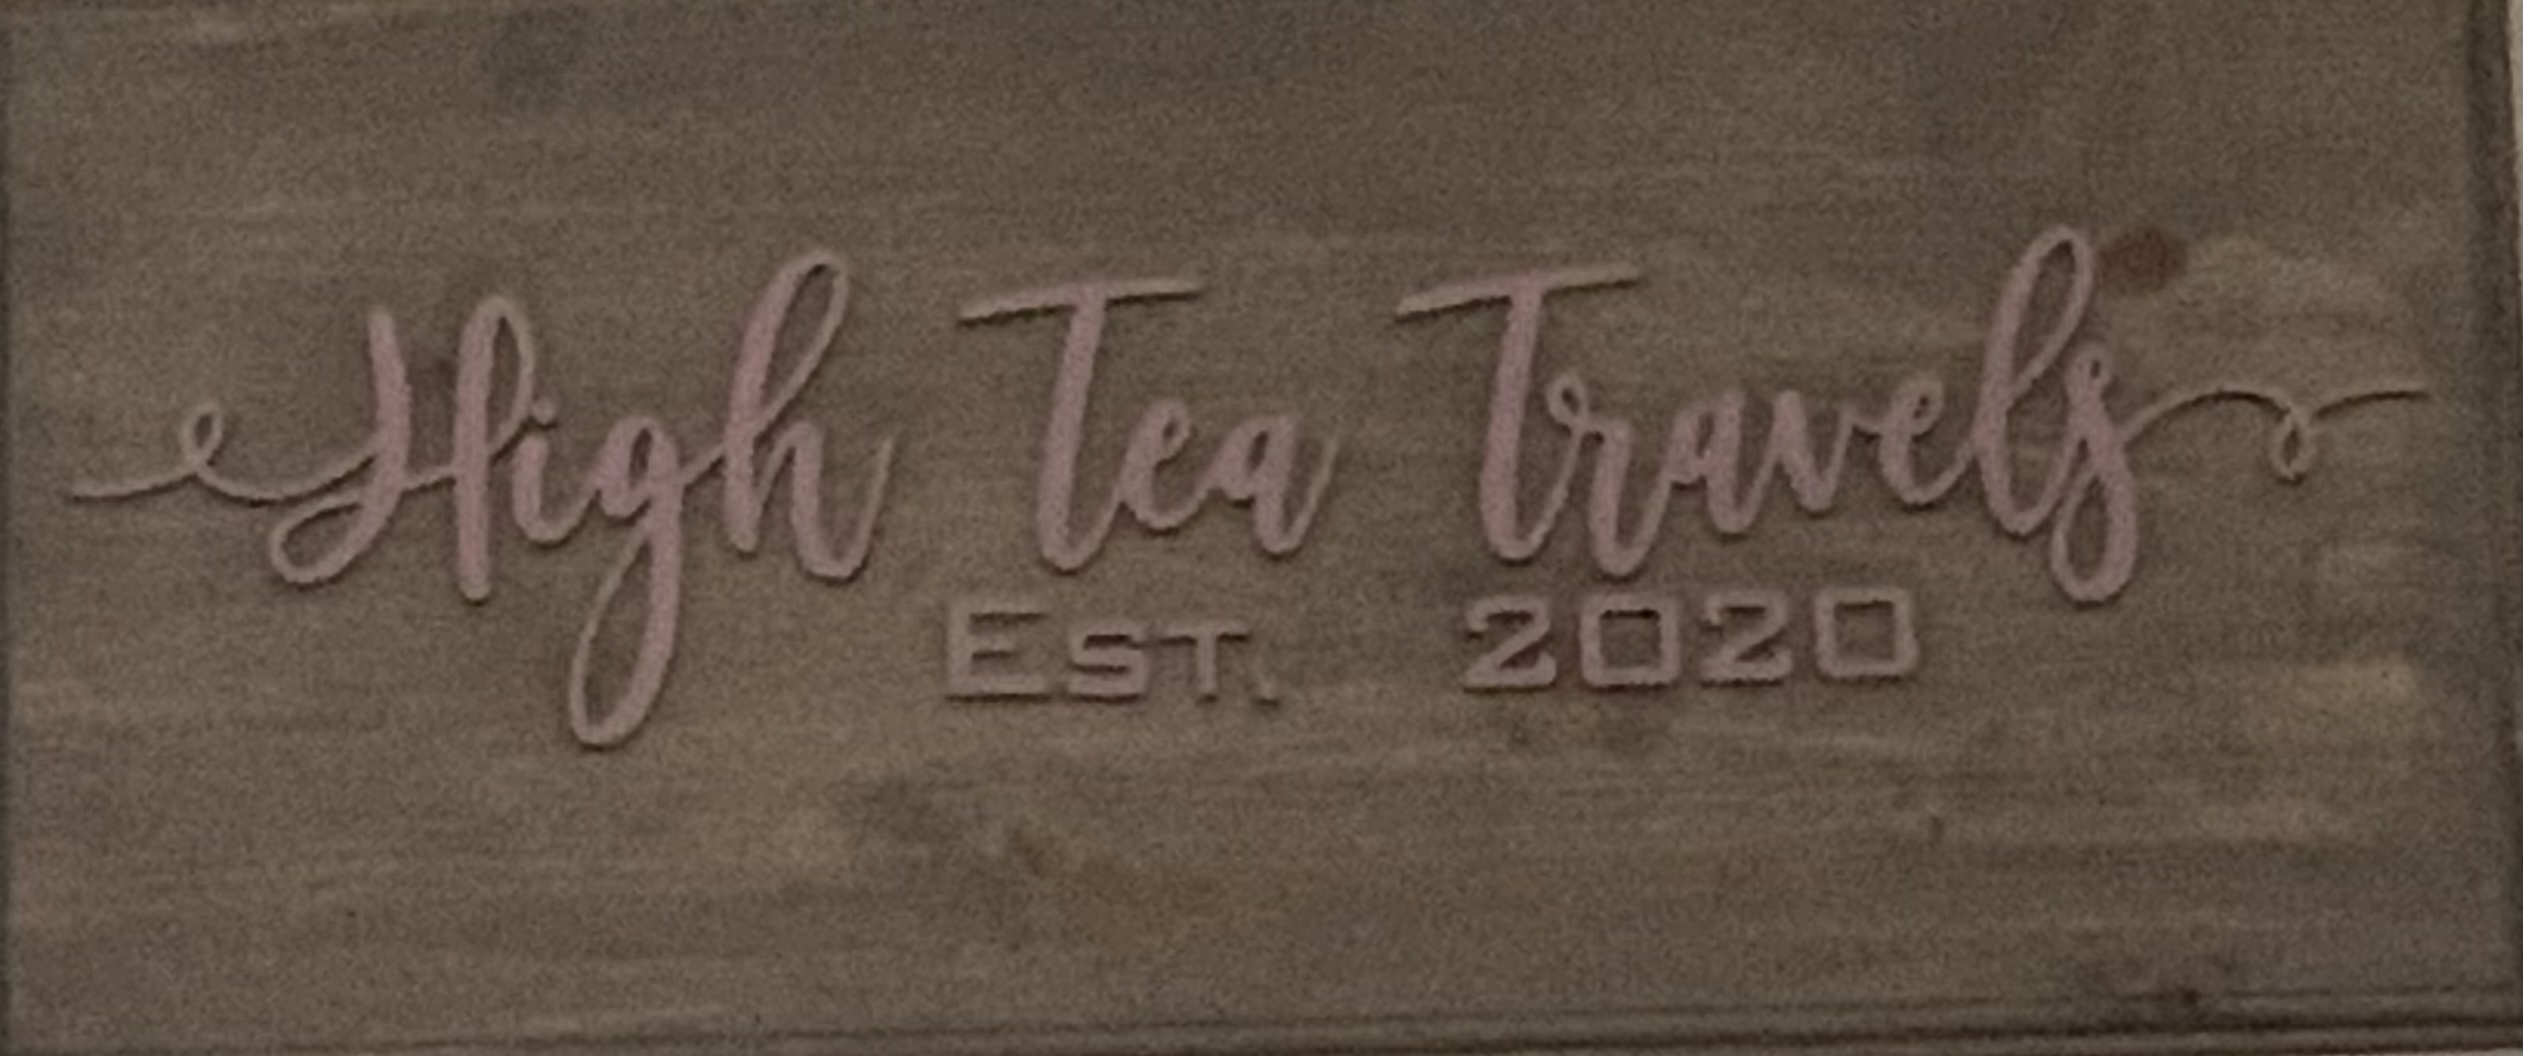 High Tea Travels
EST. 2020